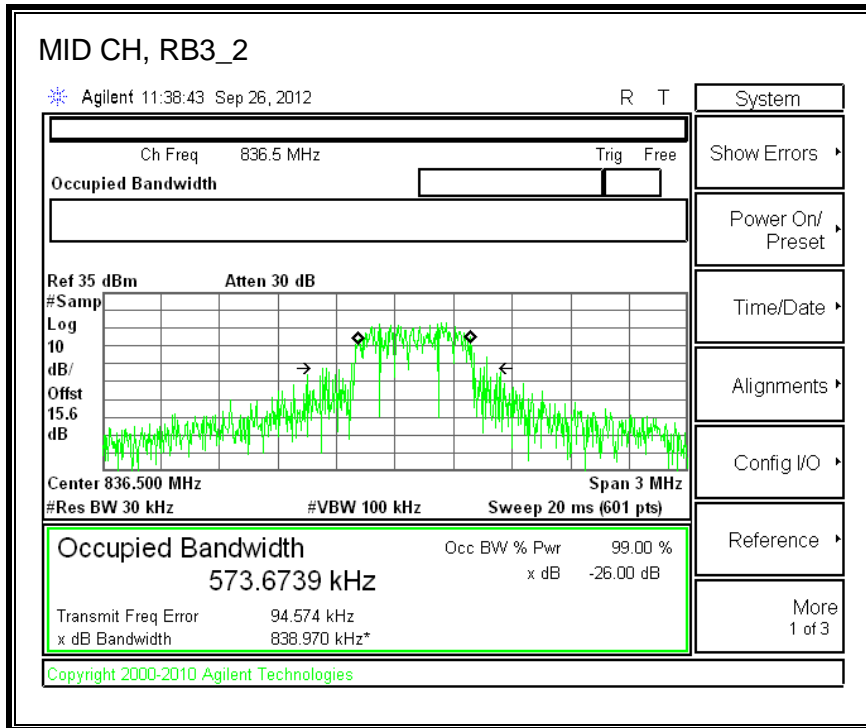 MID CH, RB3_2
Agilent 11:38:43 Sep 26, 2012 R T
System
Ch Freq 836.5 MHz Trig Free
Occupied Bandwidth
Show Errors
Power On/
Preset
Time/Date
Alignments
Config I/O
Reference
More
1 of 3
Ref 35 dBm Atten 30 dB
#Samp
Log
10
dB/
Offst
15.6
dB
Center 836.500 MHz Span 3 MHz
#Res BW 30 kHz #VBW 100 kHz Sweep 20 ms (601 pts)
Occupied Bandwidth Occ BW % Pwr 99.00 %
573.6739 kHz x dB -26.00 dB
Transmit Freq Error 94.574 kHz
x dB Bandwidth 838.970 kHz*
Copyright 2000-2010 Agilent Technologies